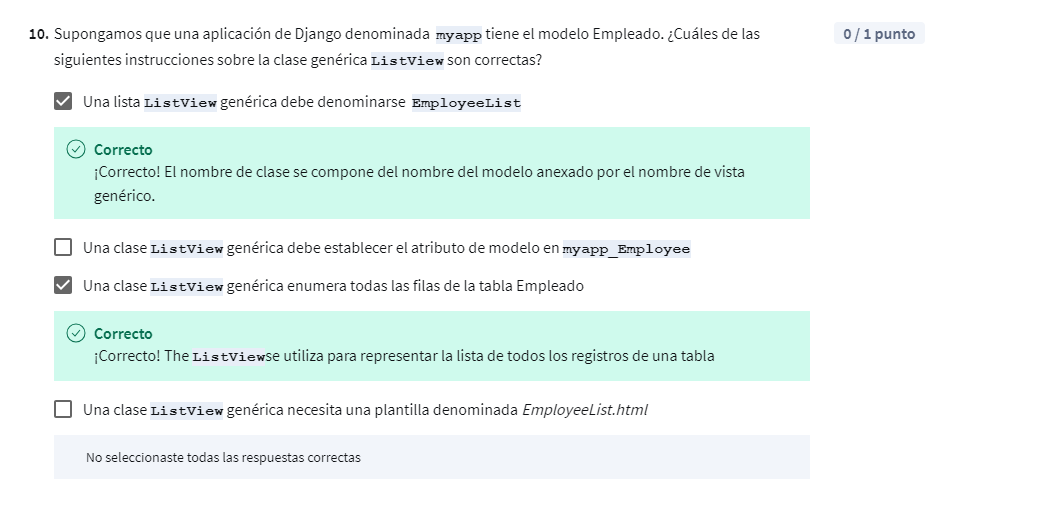 10. Supongamos que una aplicación de Django denominada myapp tiene el modelo Empleado. ¿Cuáles de las
siguientes instrucciones sobre la clase genérica ListView son correctas?
0 / 1 punto
Una lista ListView genérica debe denominarse EmployeeList
Correcto
¡Correcto! El nombre de clase se compone del nombre del modelo anexado por el nombre de vista
genérico.
Una clase ListView genérica debe establecer el atributo de modelo en myapp_Employee
Una clase ListView genérica enumera todas las filas de la tabla Empleado
Correcto
¡Correcto! The ListViewse utiliza para representar la lista de todos los registros de una tabla
Una clase ListView genérica necesita una plantilla denominada EmployeeList.html
No seleccionaste todas las respuestas correctas